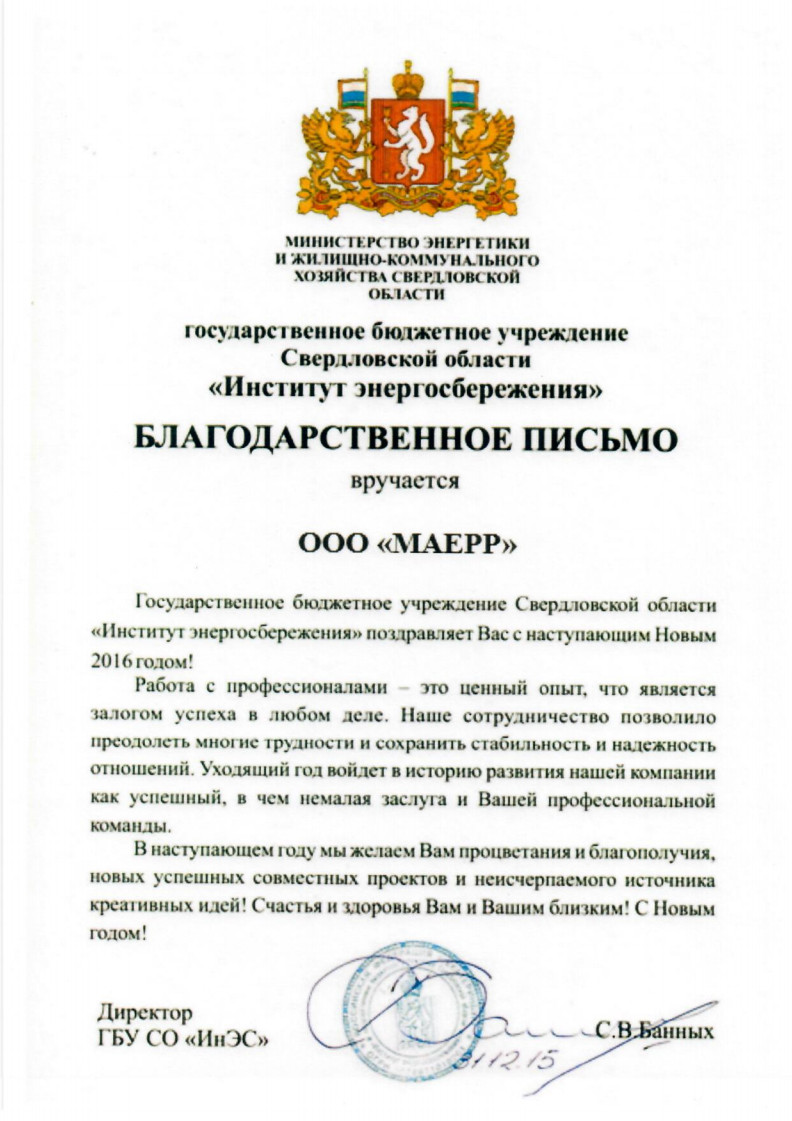 МИНИСТЕРСТВО ЭНЕРГЕТИКИ
И ЖИЛИЩНО-КОММУНАЛЬНОГО
ХОЗЯЙСТВА СВЕРДЛОВСКОЙ
ОБЛАСТИ
государственное бюджетное учреждение
Свердловской области
«Институт энергосбережения»
БЛАГОДАРСТВЕННОЕ ПИСЬМО
вручается
ООО «МАЕРР»
Государственное бюджетное учреждение Свердловской области
«Институт энергосбережения» поздравляет Вас с наступающим Новым
2016 годом!
Работа с профессионалами – это ценный опыт, что является
залогом успеха в любом деле. Наше сотрудничество позволило
преодолеть многие трудности и сохранить стабильность и надежность
отношений. Уходящий год войдет в историю развития нашей компании
как успешный, в чем немалая заслуга и Вашей профессиональной
команды.
В наступающем году мы желаем Вам процветания и благополучия,
новых успешных совместных проектов и неисчерпаемого источника
креативных идей! Счастья и здоровья Вам и Вашим близким! С Новым
годом!
Директор
ГБУ СО «ИнЭС»
С.В.Банных
31.12.15